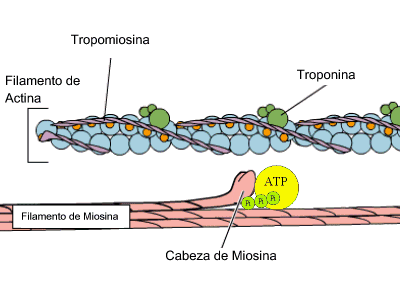 Tropomiosina
Troponina
Filamento de
Actina
ATP
Pi Pi Pi
Filamento de Miosina
Cabeza de Miosina